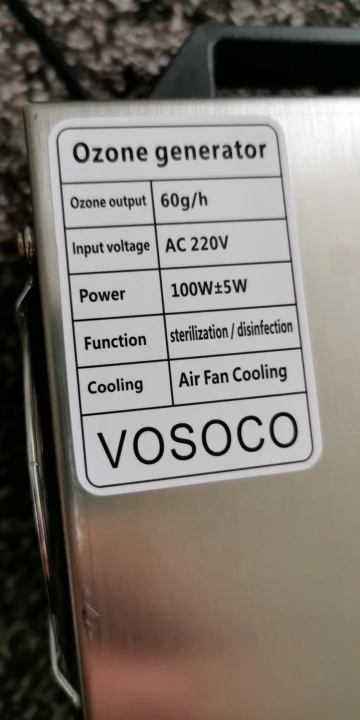 Ozone generator
Ozone output 60g/h
Input voltage AC 220V
Power 100W±5W
Function sterilization / disinfection
Cooling Air Fan Cooling
VOSOCO